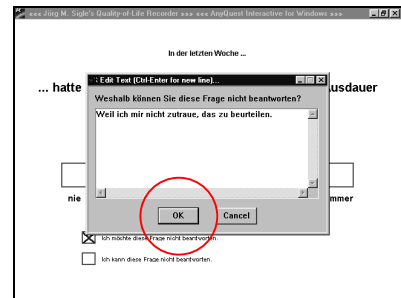 ««« Jörg M. Sigle's Quality-of-Life Recorder »»» ««« AnyQuest Interactive for Windows »»»
In der letzten Woche ...
... hatte
usdauer
Edit Text (Ctrl-Enter for new line)...
Weshalb können Sie diese Frage nicht beantworten?
Weil ich mir nicht zutraue, das zu beurteilen.
nie
mmer
OK
Cancel
Ich möchte diese Frage nicht beantworten.
Ich kann diese Frage nicht beantworten.